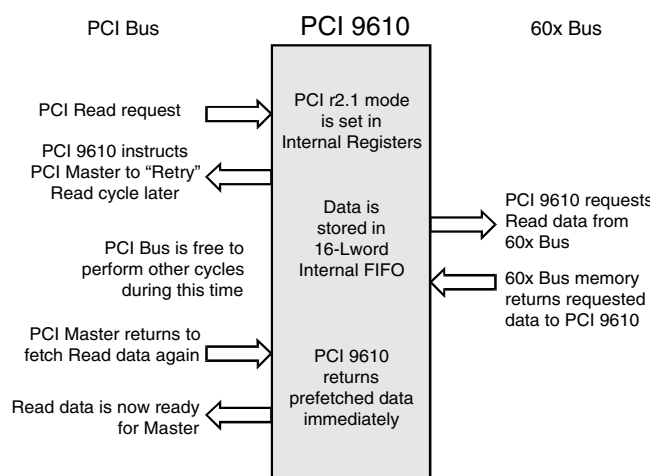 PCI Bus
PCI 9610
60x Bus
PCI Read request
PCI r2.1 mode
is set in
Internal Registers
PCI 9610 instructs
PCI Master to “Retry”
Read cycle later
Data is
stored in
16-Lword
Internal FIFO
PCI 9610 requests
Read data from
60x Bus
PCI Bus is free to
perform other cycles
during this time
60x Bus memory
returns requested
data to PCI 9610
PCI Master returns to
fetch Read data again
PCI 9610
returns
prefetched data
immediately
Read data is now ready
for Master